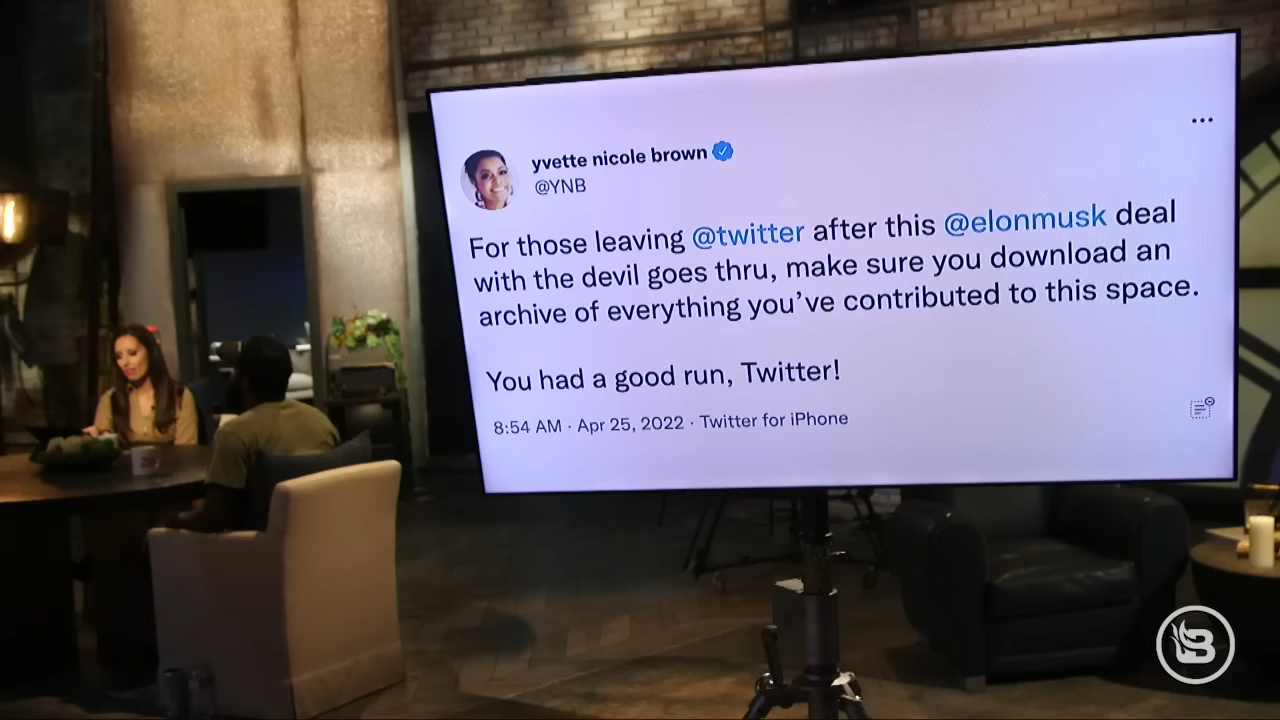 yvette nicole brown
@YNB
For those leaving @twitter after this @elonmusk deal
with the devil goes thru, make sure you download an
archive of everything you’ve contributed to this space.
You had a good run, Twitter!
8:54 AM · Apr 25, 2022 · Twitter for iPhone
B